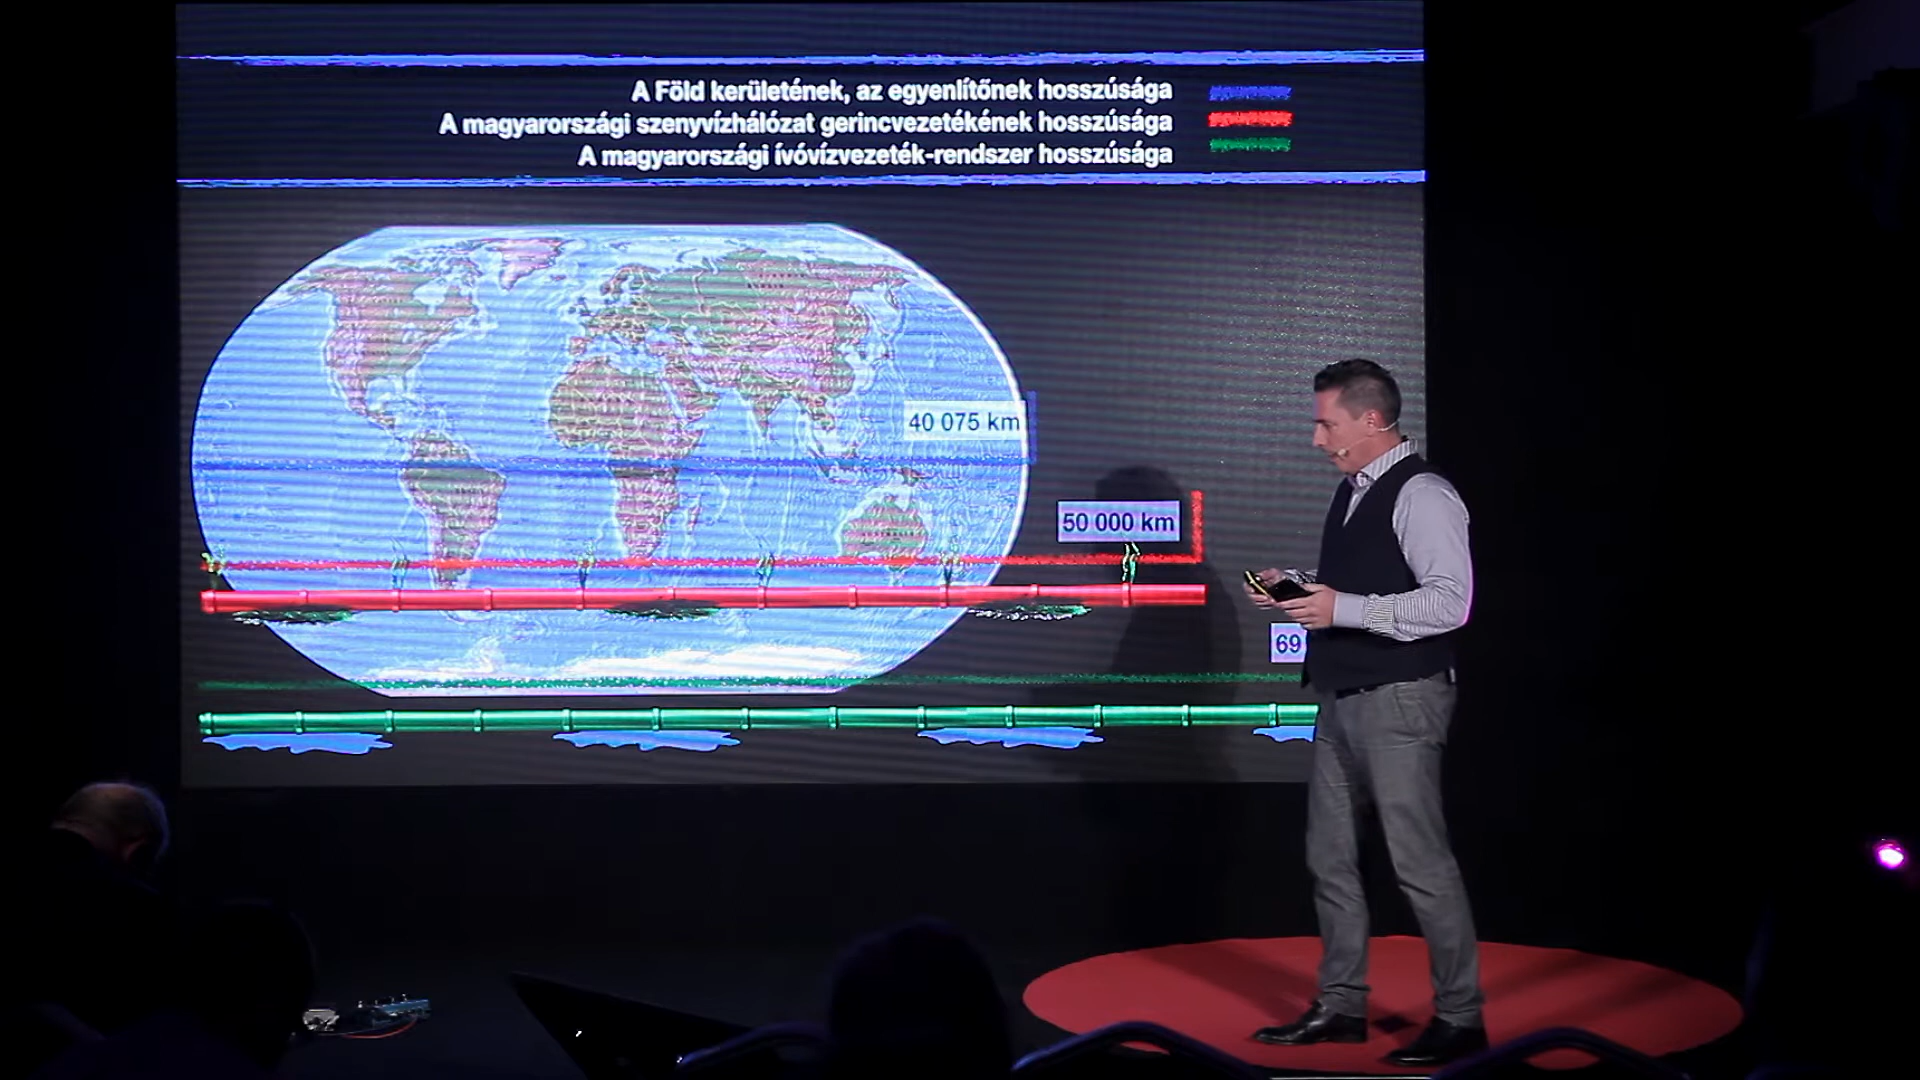 A Föld kerületének, az egyenlítőnek hosszúsága
A magyarországi szenyvízhálózat gerincvezetékének hosszúsága
A magyarországi ívóvízvezeték-rendszer hosszúsága
40 075 km
50 000 km
69